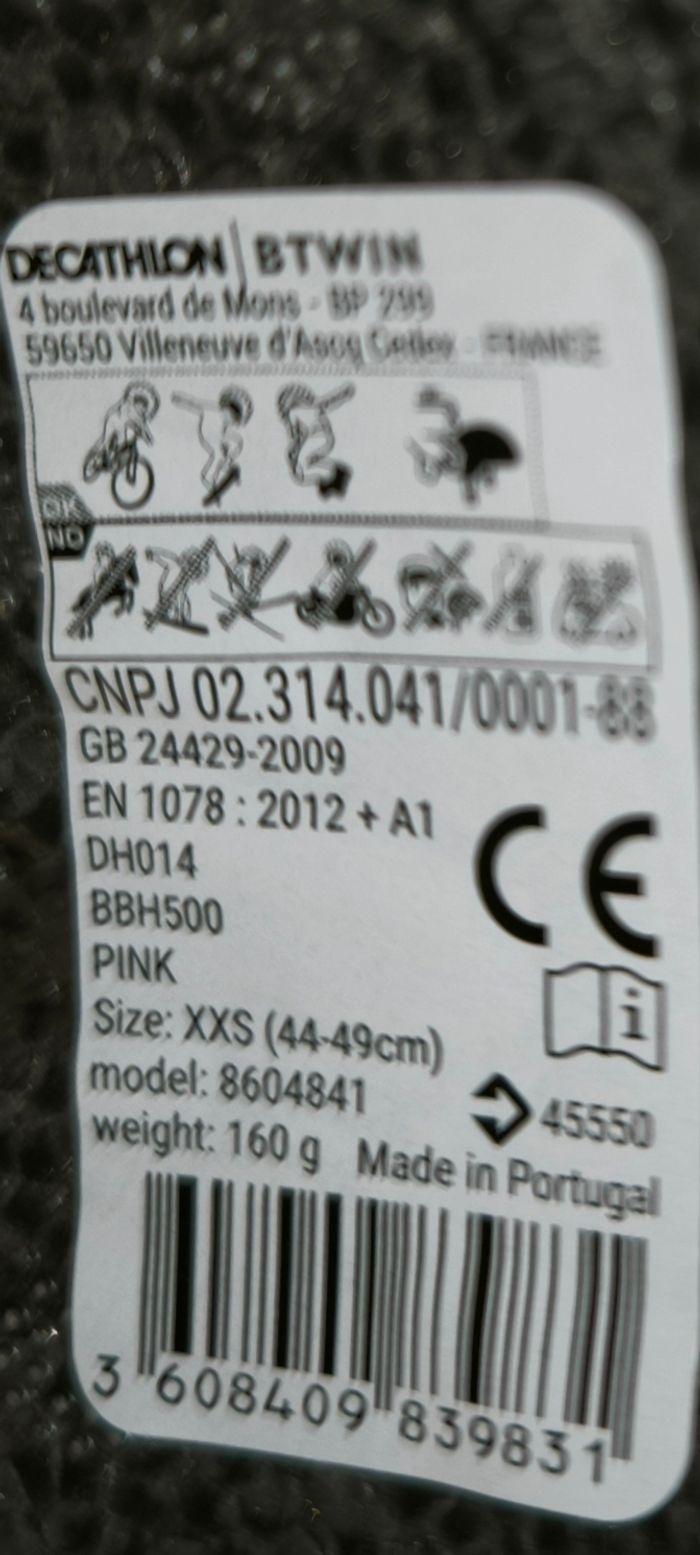 DECATHLON | BTWIN
4 boulevard de Mons - BP 299
59650 Villeneuve d'Ascq Cedex - FRANCE
OK
NO
CNPJ 02.314.041/0001-88
GB 24429-2009
EN 1078 : 2012 + A1
DH014
BBH500
PINK
Size: XXS (44-49cm)
model: 8604841
45550
weight: 160 g Made in Portugal
3 608409 839831